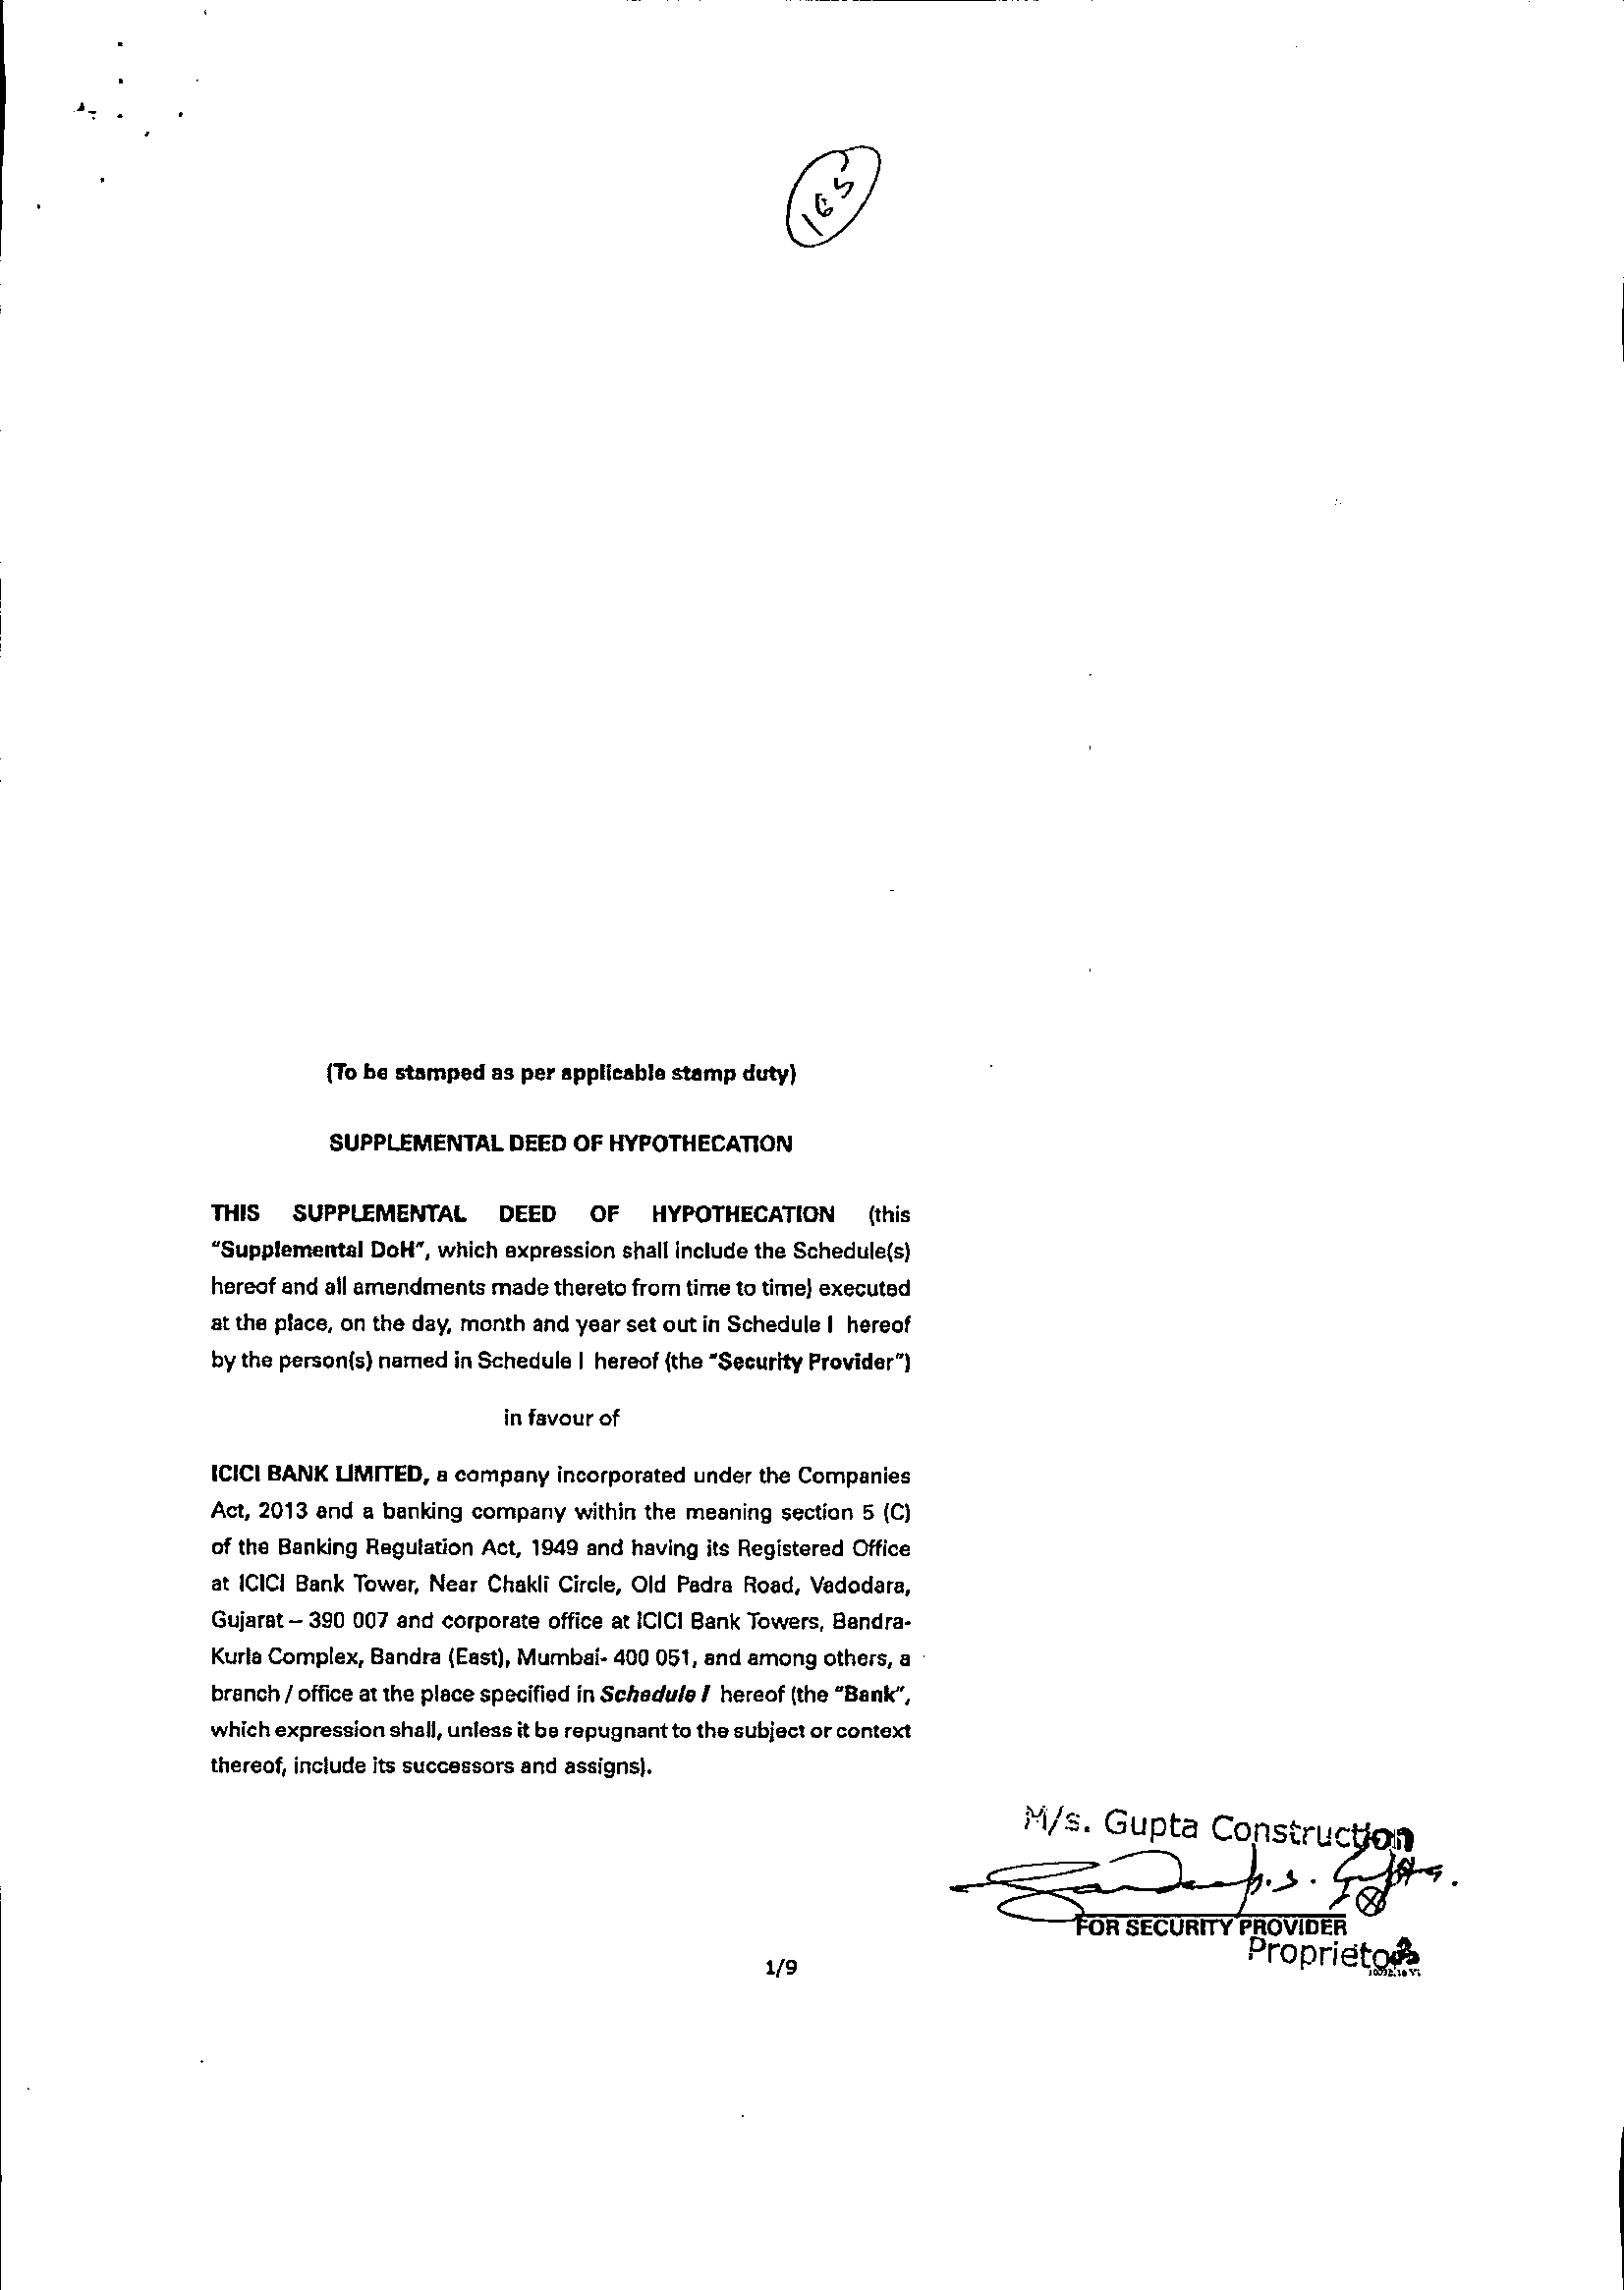 165
(To be stamped as per applicable stamp duty)
SUPPLEMENTAL DEED OF HYPOTHECATION
THIS SUPPLEMENTAL DEED OF HYPOTHECATION (this
"Supplemental DoH", which expression shall include the Schedule(s)
hereof and all amendments made thereto from time to time) executed
at the place, on the day, month and year set out in Schedule I hereof
by the person(s) named in Schedule I hereof (the "Security Provider")
in favour of
ICICI BANK LIMITED, a company incorporated under the Companies
Act, 2013 and a banking company within the meaning section 5 (C)
of the Banking Regulation Act, 1949 and having its Registered Office
at ICICI Bank Tower, Near Chakli Circle, Old Padra Road, Vadodara,
Gujarat – 390 007 and corporate office at ICICI Bank Towers, Bandra-
Kurla Complex, Bandra (East), Mumbai- 400 051, and among others, a
branch / office at the place specified in Schedule I hereof (the "Bank",
which expression shall, unless it be repugnant to the subject or context
thereof, include its successors and assigns).
M/s. Gupta Construction
FOR SECURITY PROVIDER
Proprietor
1/9